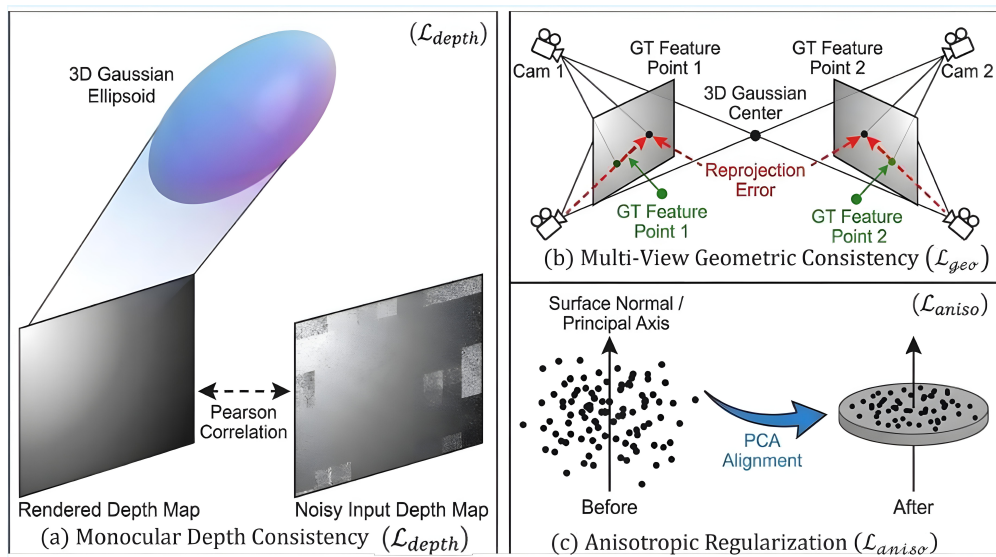 (ℒ_depth)
3D Gaussian
Ellipsoid
Pearson
Correlation
Rendered Depth Map
Noisy Input Depth Map
(a) Monocular Depth Consistency (ℒ_depth)
Cam 1
GT Feature
Point 1
GT Feature
Point 2
Cam 2
3D Gaussian
Center
Reprojection
Error
GT Feature
Point 1
GT Feature
Point 2
(b) Multi-View Geometric Consistency (ℒ_geo)
Surface Normal /
Principal Axis
(ℒ_aniso)
PCA
Alignment
Before
After
(c) Anisotropic Regularization (ℒ_aniso)